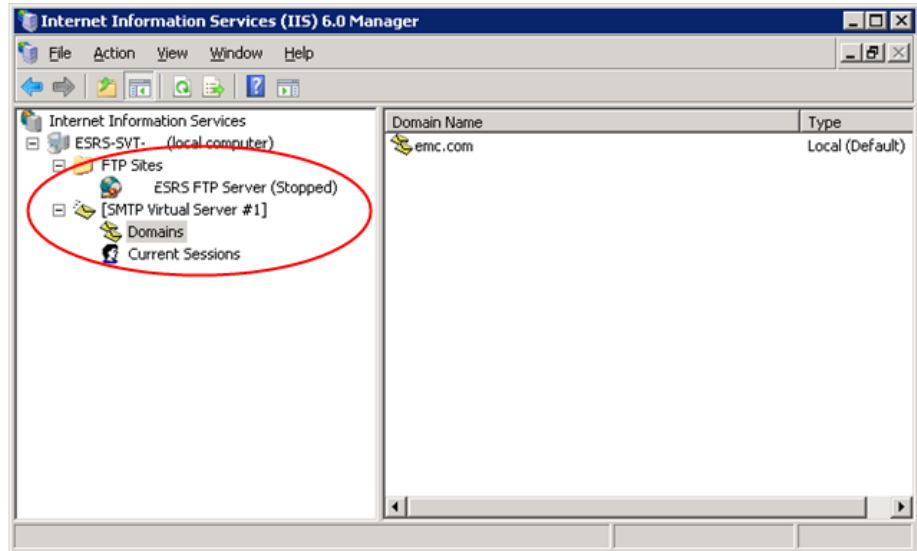 Internet Information Services (IIS) 6.0 Manager
File Action View Window Help
Internet Information Services
ESRS-SVT- (local computer)
FTP Sites
ESRS FTP Server (Stopped)
[SMTP Virtual Server #1]
Domains
Current Sessions
Domain Name Type
emc.com Local (Default)